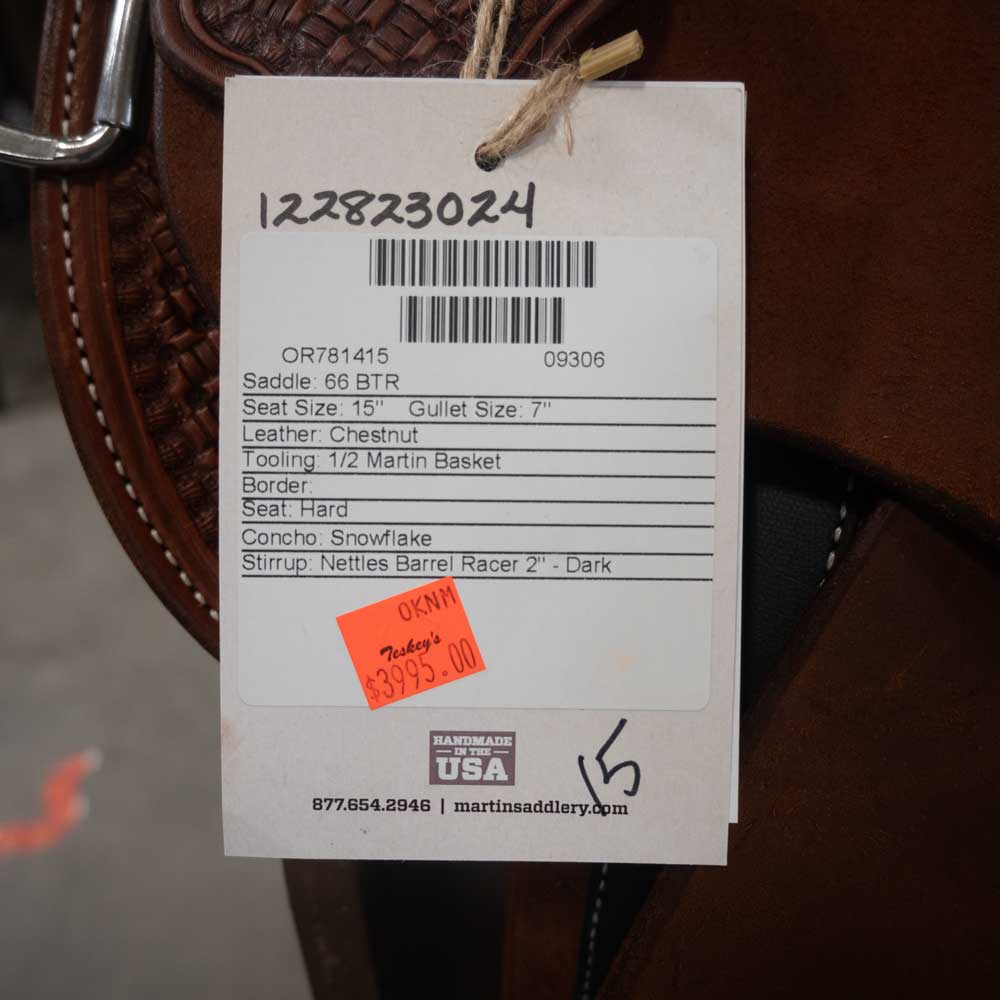 122823024
OR781415 09306
Saddle: 66 BTR
Seat Size: 15" Gullet Size: 7"
Leather: Chestnut
Tooling: 1/2 Martin Basket
Border:
Seat: Hard
Concho: Snowflake
Stirrup: Nettles Barrel Racer 2" - Dark
OKNM
Teskey's
$3995.00
HANDMADE
IN THE
USA
15
877.654.2946 | martinsaddlery.com